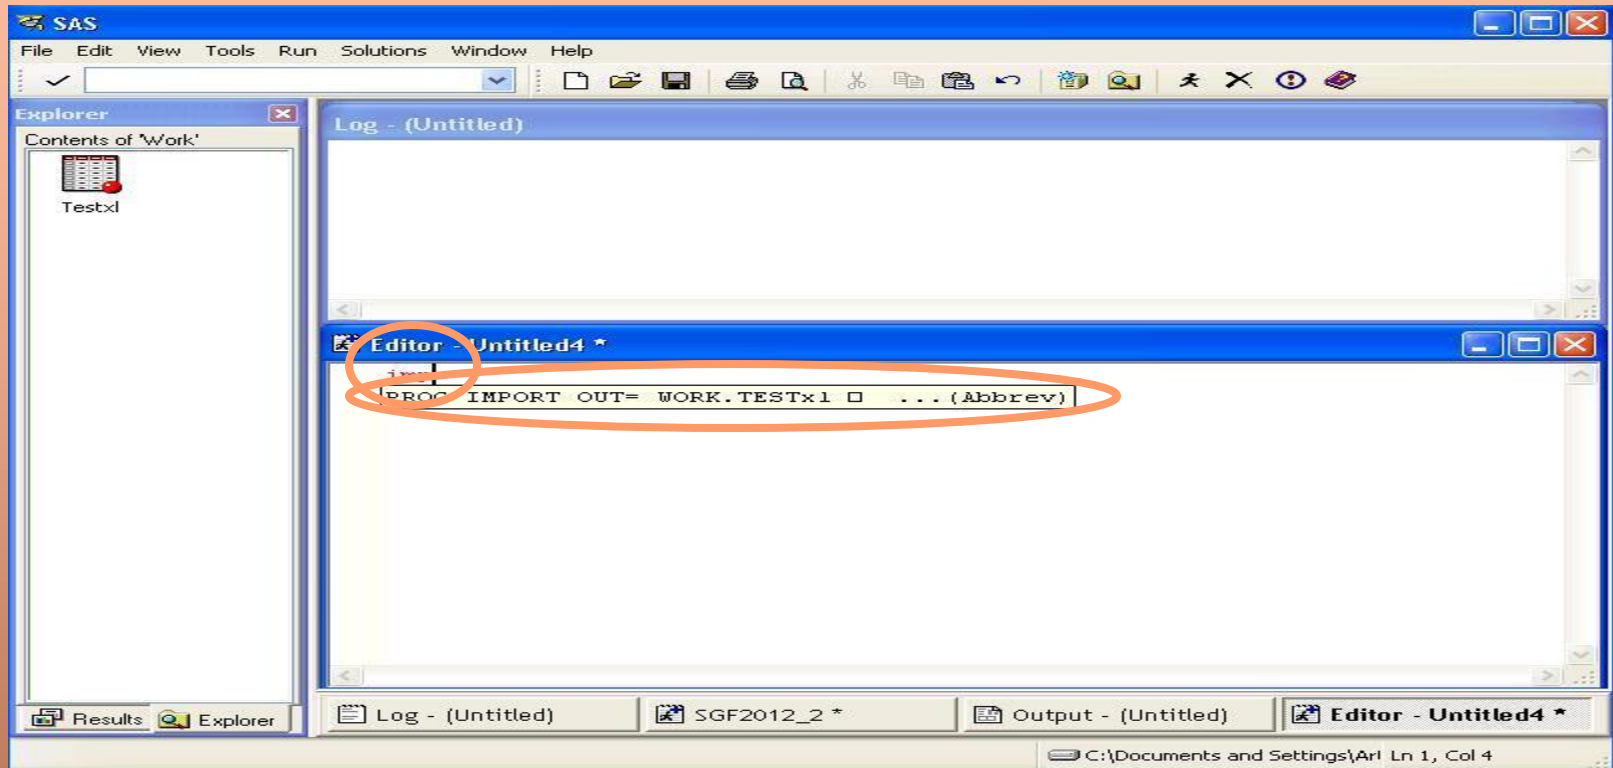 SAS
File Edit View Tools Run Solutions Window Help
Explorer
Contents of 'Work'
Testxl
Log - (Untitled)
Editor - Untitled4 *
imp
PROC IMPORT OUT= WORK.TESTxl □ ...(Abbrev)
Results Explorer
Log - (Untitled) SGF2012_2 * Output - (Untitled) Editor - Untitled4 *
C:\Documents and Settings\Arl Ln 1, Col 4